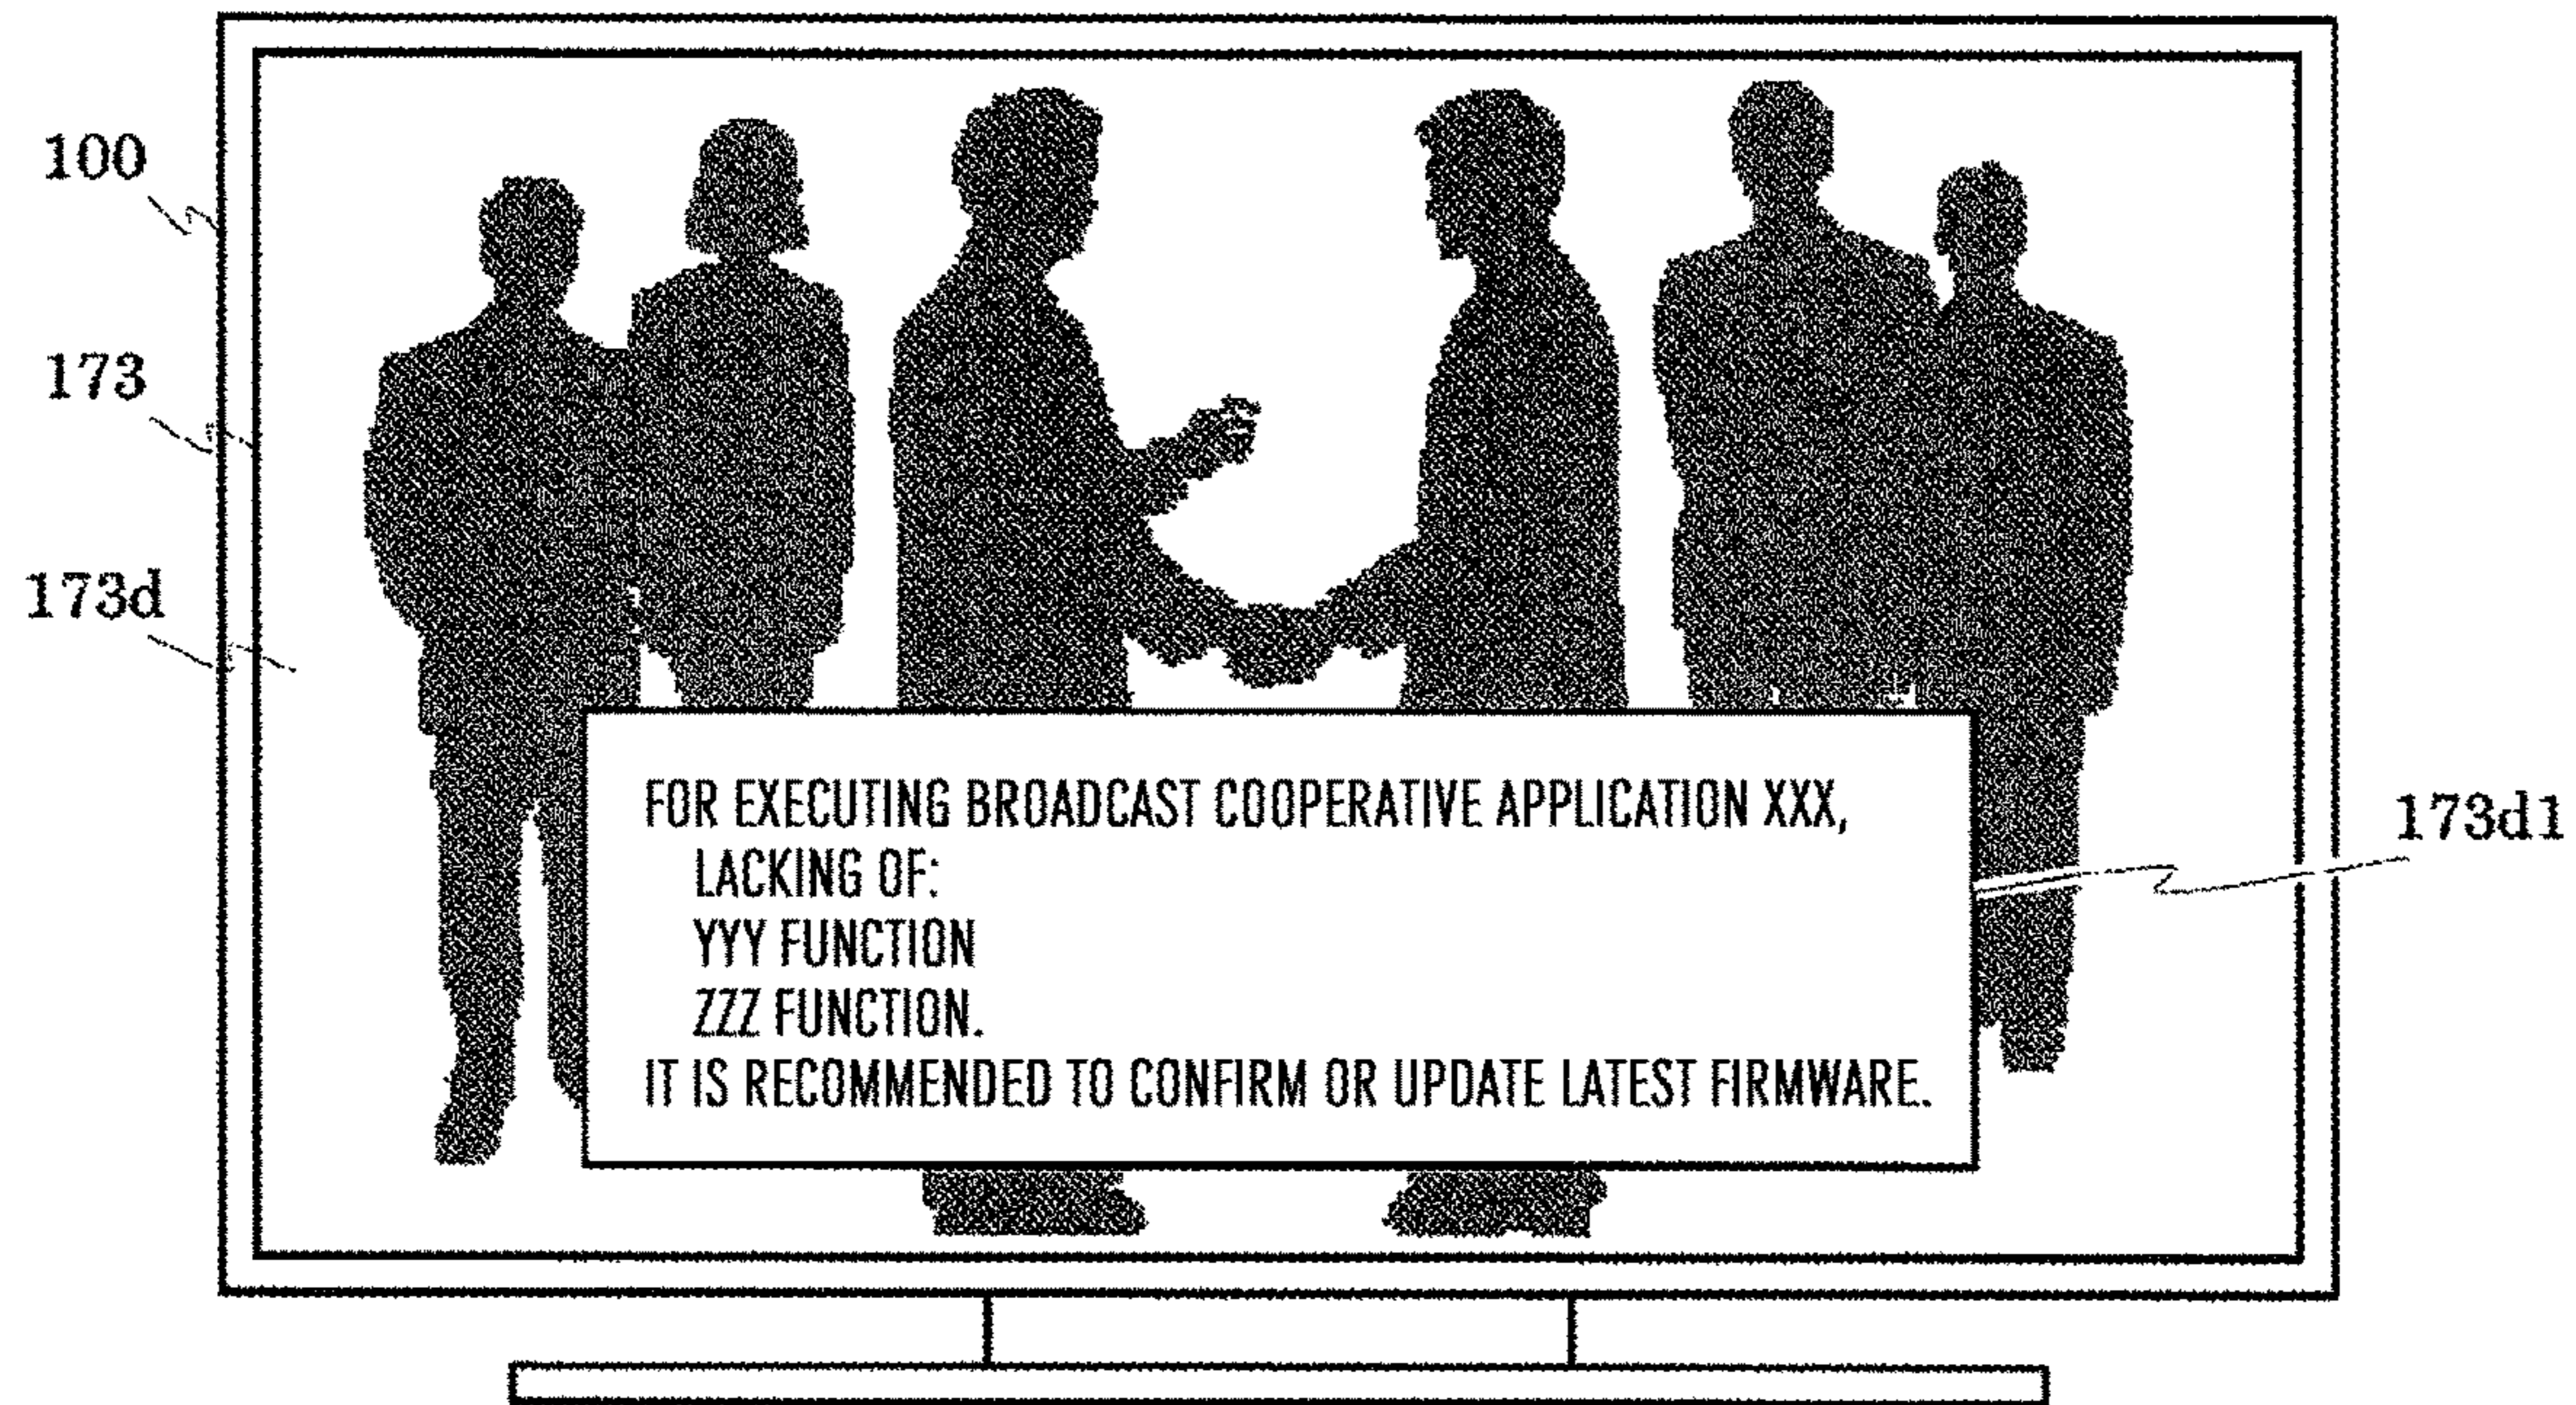 100
173
173d
FOR EXECUTING BROADCAST COOPERATIVE APPLICATION XXX,
LACKING OF:
YYY FUNCTION
ZZZ FUNCTION.
IT IS RECOMMENDED TO CONFIRM OR UPDATE LATEST FIRMWARE.
173d1